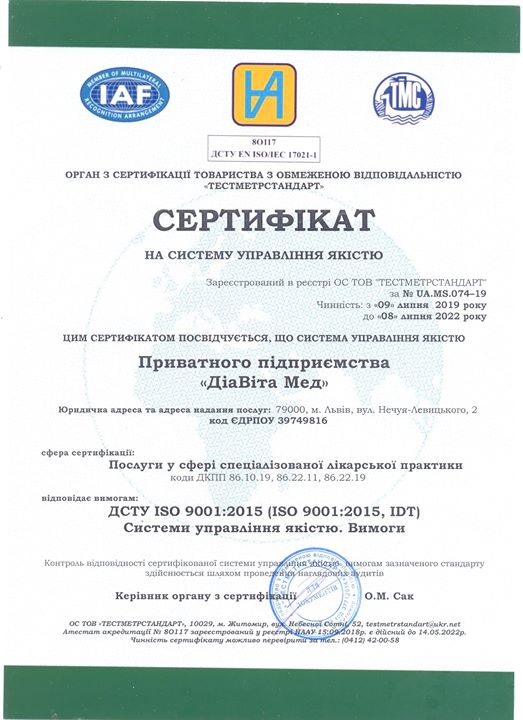 MEMBER OF MULTILATERAL
IAF
RECOGNITION ARRANGEMENT
ТМС
8О117
ДСТУ EN ISO/IEC 17021-1
ОРГАН З СЕРТИФІКАЦІЇ ТОВАРИСТВА З ОБМЕЖЕНОЮ ВІДПОВІДАЛЬНІСТЮ
«ТЕСТМЕТРСТАНДАРТ»
СЕРТИФІКАТ
НА СИСТЕМУ УПРАВЛІННЯ ЯКІСТЮ
Зареєстрований в реєстрі ОС ТОВ "ТЕСТМЕТРСТАНДАРТ"
за № UA.MS.074–19
Чинність: з «09» липня 2019 року
до «08» липня 2022 року
ЦИМ СЕРТИФІКАТОМ ПОСВІДЧУЄТЬСЯ, ЩО СИСТЕМА УПРАВЛІННЯ ЯКІСТЮ
Приватного підприємства
«ДіаВіта Мед»
Юридична адреса та адреса надання послуг: 79000, м. Львів, вул. Нечуя-Левицького, 2
код ЄДРПОУ 39749816
сфера сертифікації:
Послуги у сфері спеціалізованої лікарської практики
коди ДКПП 86.10.19, 86.22.11, 86.22.19
відповідає вимогам:
ДСТУ ISO 9001:2015 (ISO 9001:2015, IDT)
Системи управління якістю. Вимоги
Контроль відповідності сертифікованої системи управління якістю вимогам зазначеного стандарту
здійснюється шляхом проведення наглядових аудитів
ДЛЯ
ДОКУМЕНТІВ
Керівник органу з сертифікації О.М. Сак
ОС ТОВ «ТЕСТМЕТРСТАНДАРТ», 10029, м. Житомир, вул. Небесної Сотні, 52, testmetrstandart@ukr.net
Атестат акредитації № 8О117 зареєстрований у реєстрі НААУ 15.09.2018р. є дійсний до 14.05.2022р.
Чинність сертифікату можливо перевірити за тел.: (0412) 42-00-58